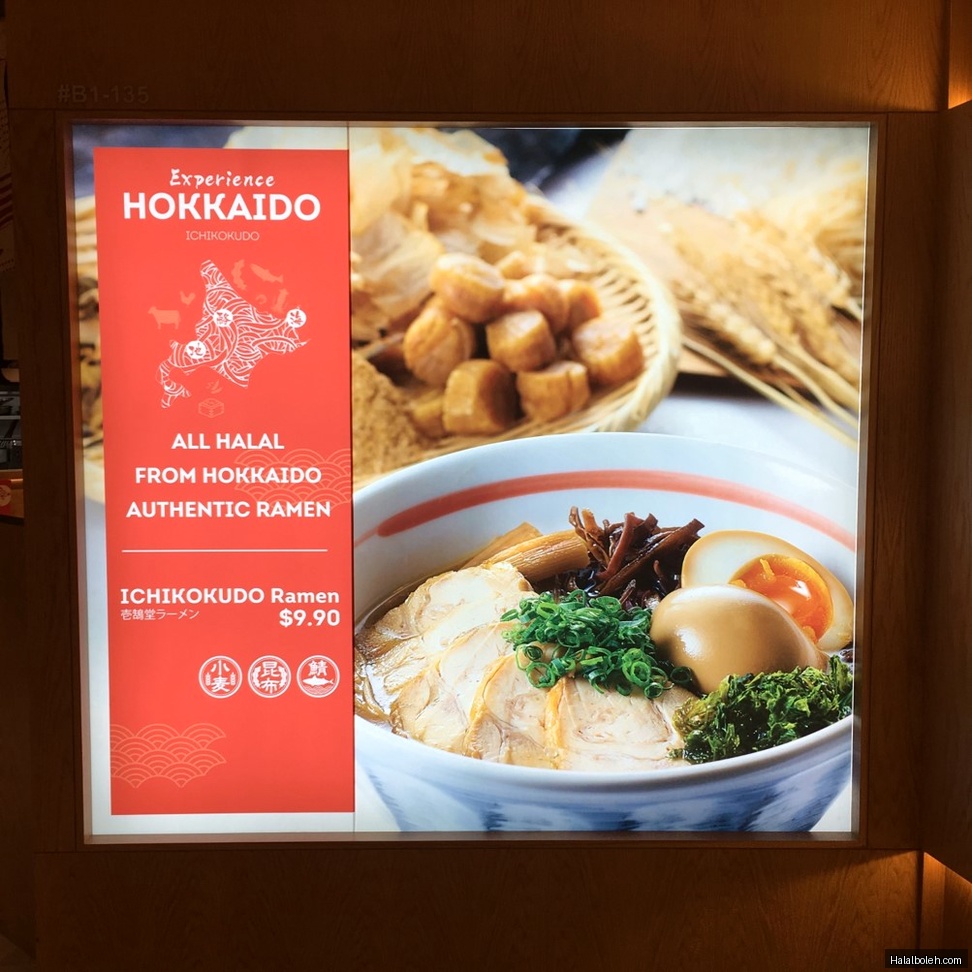 #B1-135
Experience
HOKKAIDO
ICHIKOKUDO
ALL HALAL
FROM HOKKAIDO
AUTHENTIC RAMEN
ICHIKOKUDO Ramen
壱鵠堂ラーメン
$9.90
小麦
昆布
鯖
Halalboleh.com